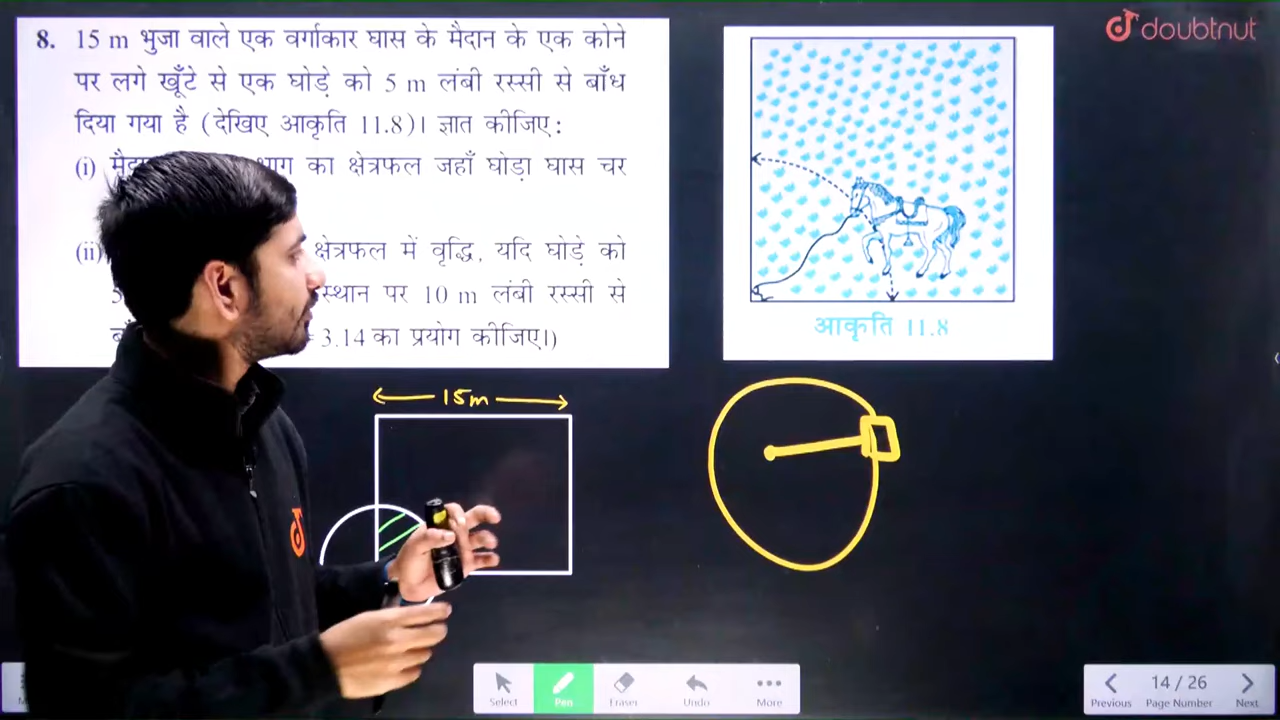 8. 15 m भुजा वाले एक वर्गाकार घास के मैदान के एक कोने
पर लगे खूँटे से एक घोड़े को 5 m लंबी रस्सी से बाँध
दिया गया है (देखिए आकृति 11.8)। ज्ञात कीजिए:
(i) भाग का क्षेत्रफल जहाँ घोड़ा घास चर
(ii) क्षेत्रफल में वृद्धि, यदि घोड़े को
स्थान पर 10 m लंबी रस्सी से
3.14 का प्रयोग कीजिए।)
doubtnut
आकृति 11.8
15m
Select
Pen
Eraser
Undo
More
14 / 26
Previous
Page Number
Next